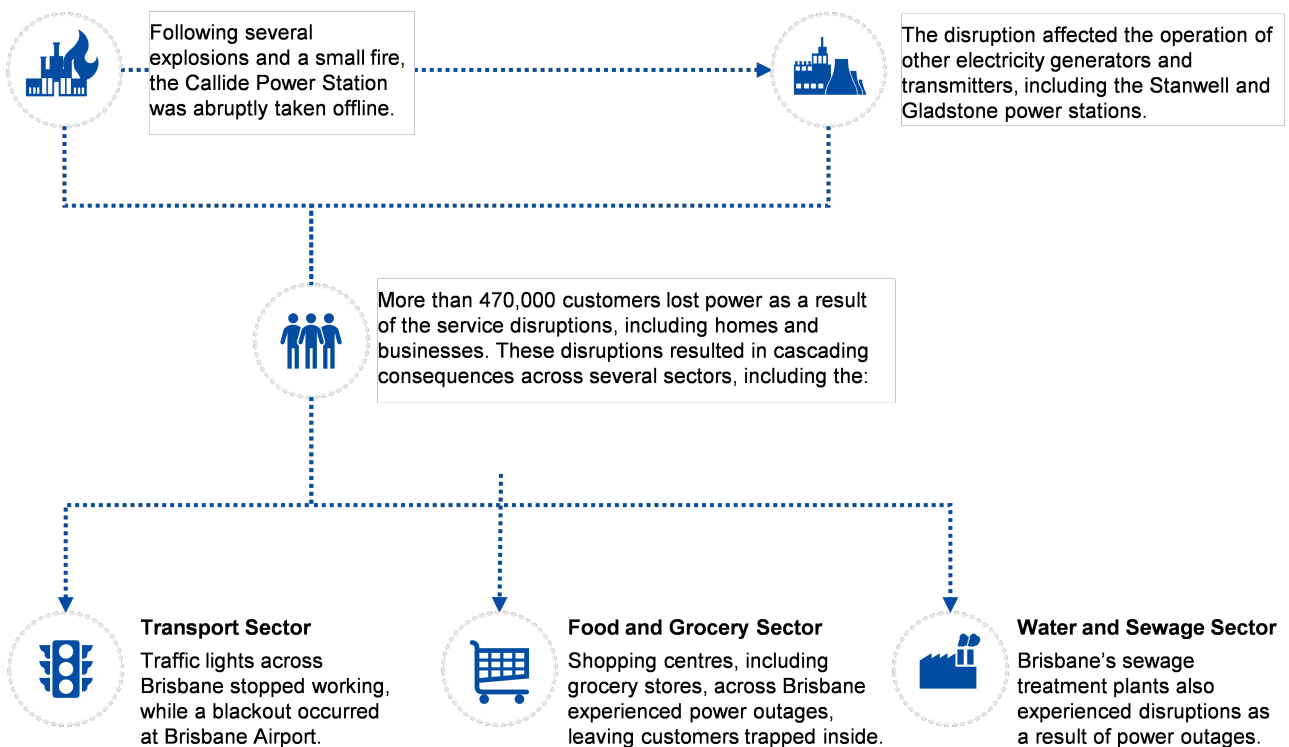 Following several
explosions and a small fire,
the Callide Power Station
was abruptly taken offline.
The disruption affected the operation of
other electricity generators and
transmitters, including the Stanwell and
Gladstone power stations.
More than 470,000 customers lost power as a result
of the service disruptions, including homes and
businesses. These disruptions resulted in cascading
consequences across several sectors, including the:
Transport Sector
Traffic lights across
Brisbane stopped working,
while a blackout occurred
at Brisbane Airport.
Food and Grocery Sector
Shopping centres, including
grocery stores, across Brisbane
experienced power outages,
leaving customers trapped inside.
Water and Sewage Sector
Brisbane's sewage
treatment plants also
experienced disruptions as
a result of power outages.